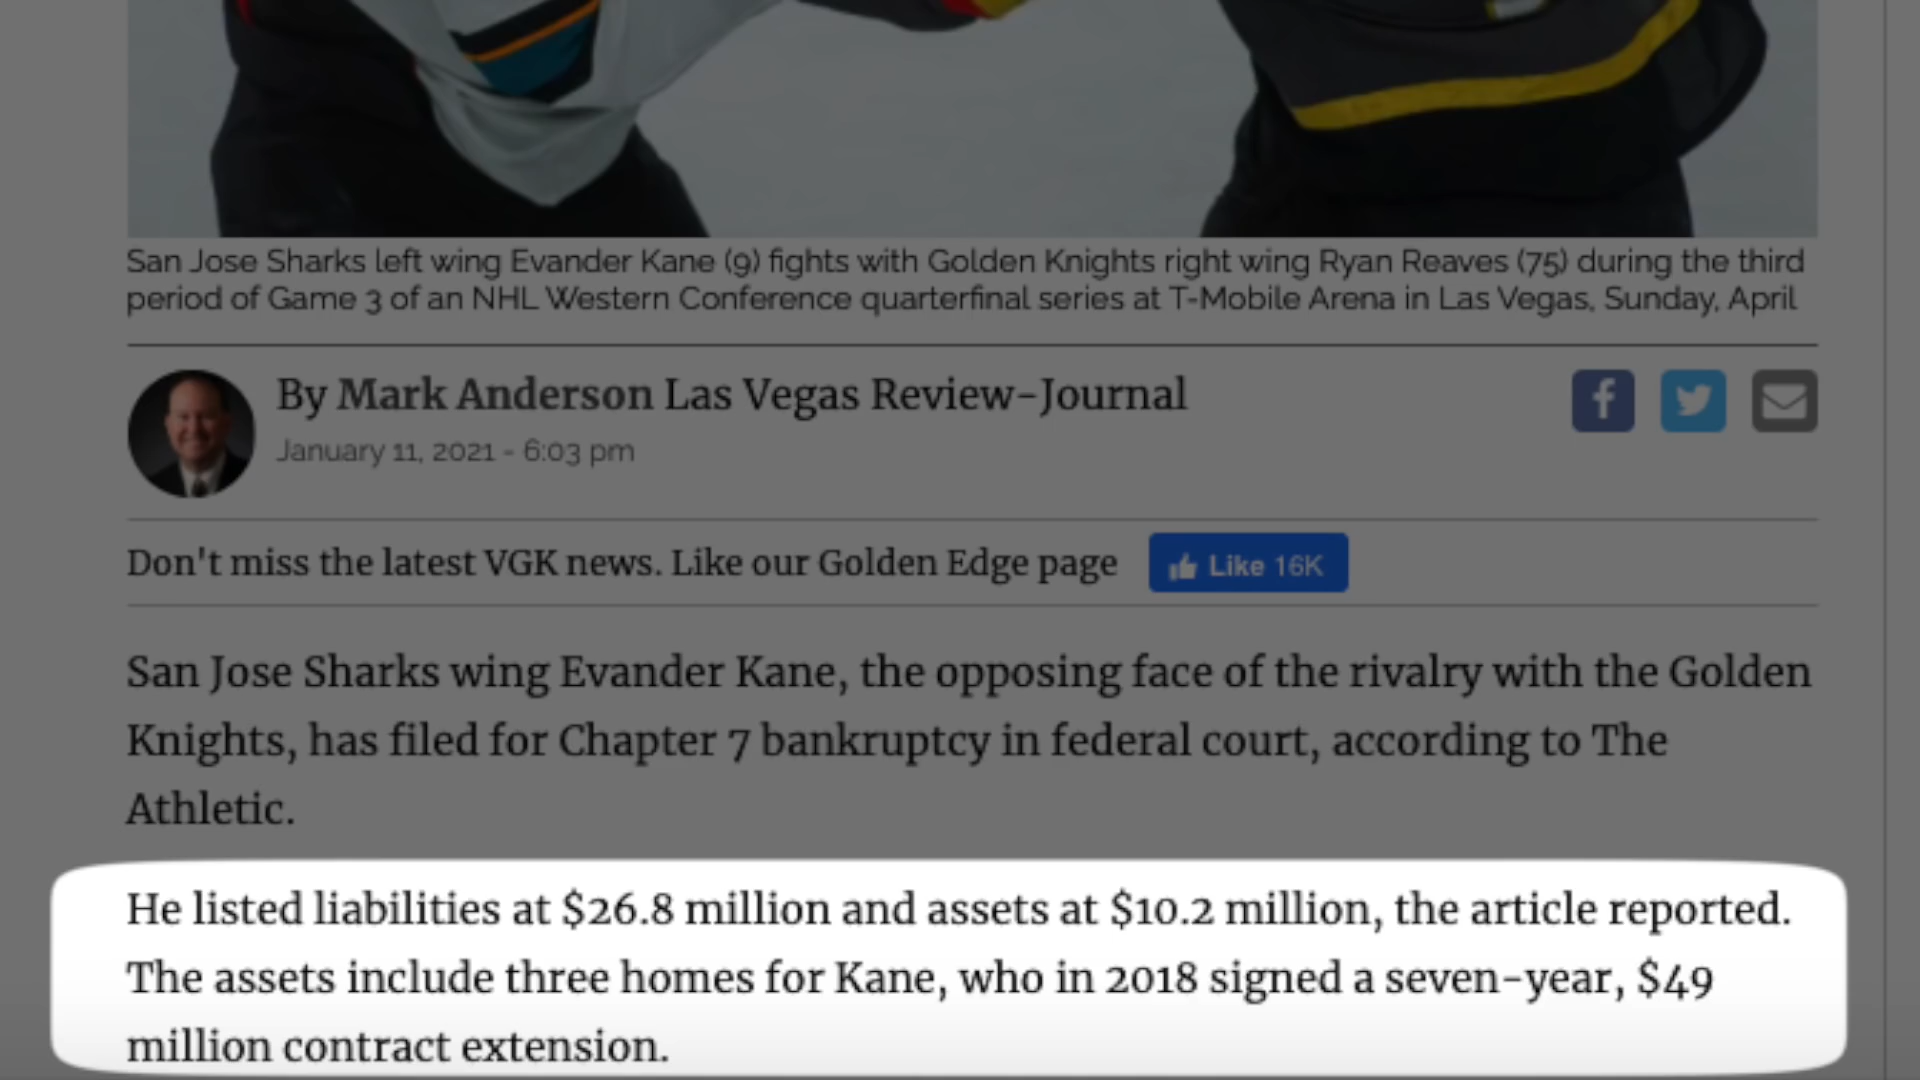 San Jose Sharks left wing Evander Kane (9) fights with Golden Knights right wing Ryan Reaves (75) during the third
period of Game 3 of an NHL Western Conference quarterfinal series at T-Mobile Arena in Las Vegas, Sunday, April
By Mark Anderson Las Vegas Review-Journal
January 11, 2021 - 6:03 pm
Don't miss the latest VGK news. Like our Golden Edge page
Like 16K
San Jose Sharks wing Evander Kane, the opposing face of the rivalry with the Golden
Knights, has filed for Chapter 7 bankruptcy in federal court, according to The
Athletic.
He listed liabilities at $26.8 million and assets at $10.2 million, the article reported.
The assets include three homes for Kane, who in 2018 signed a seven-year, $49
million contract extension.